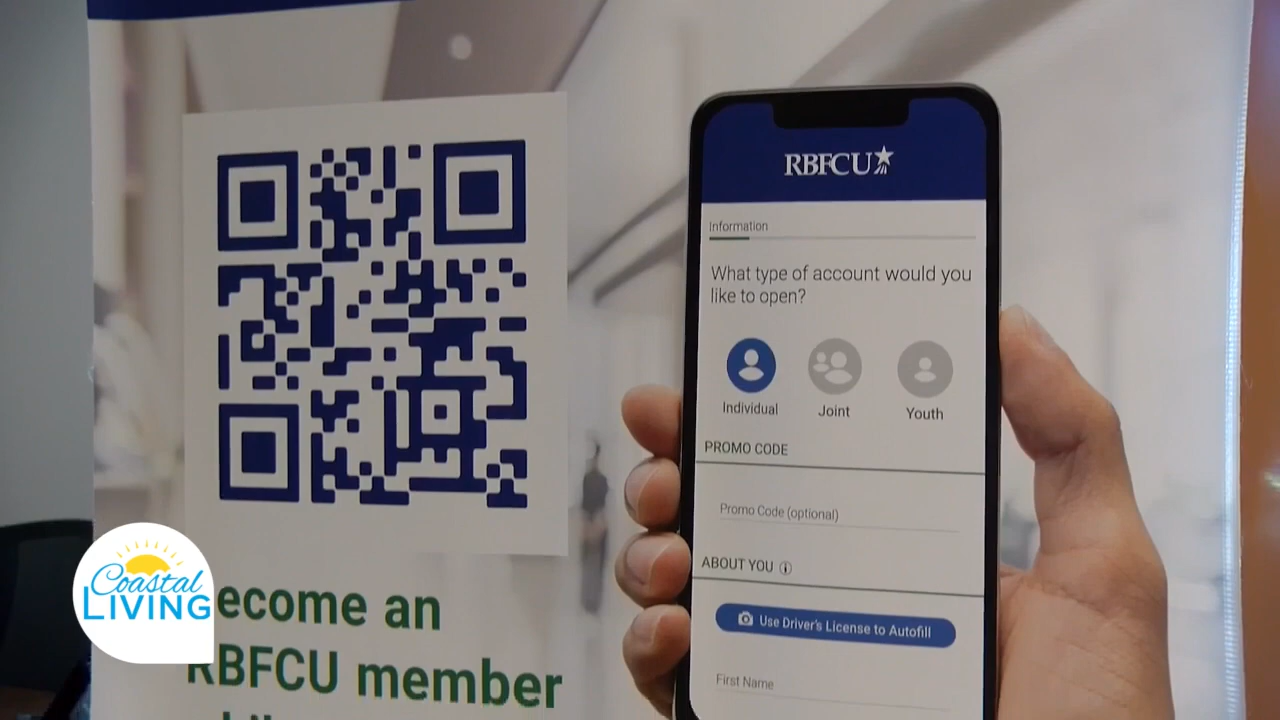 RBFCU
Information
What type of account would you
like to open?
Individual
Joint
Youth
PROMO CODE
Promo Code (optional)
ABOUT YOU
Use Driver's License to Autofill
First Name
Coastal
LIVING
ecome an
RBFCU member